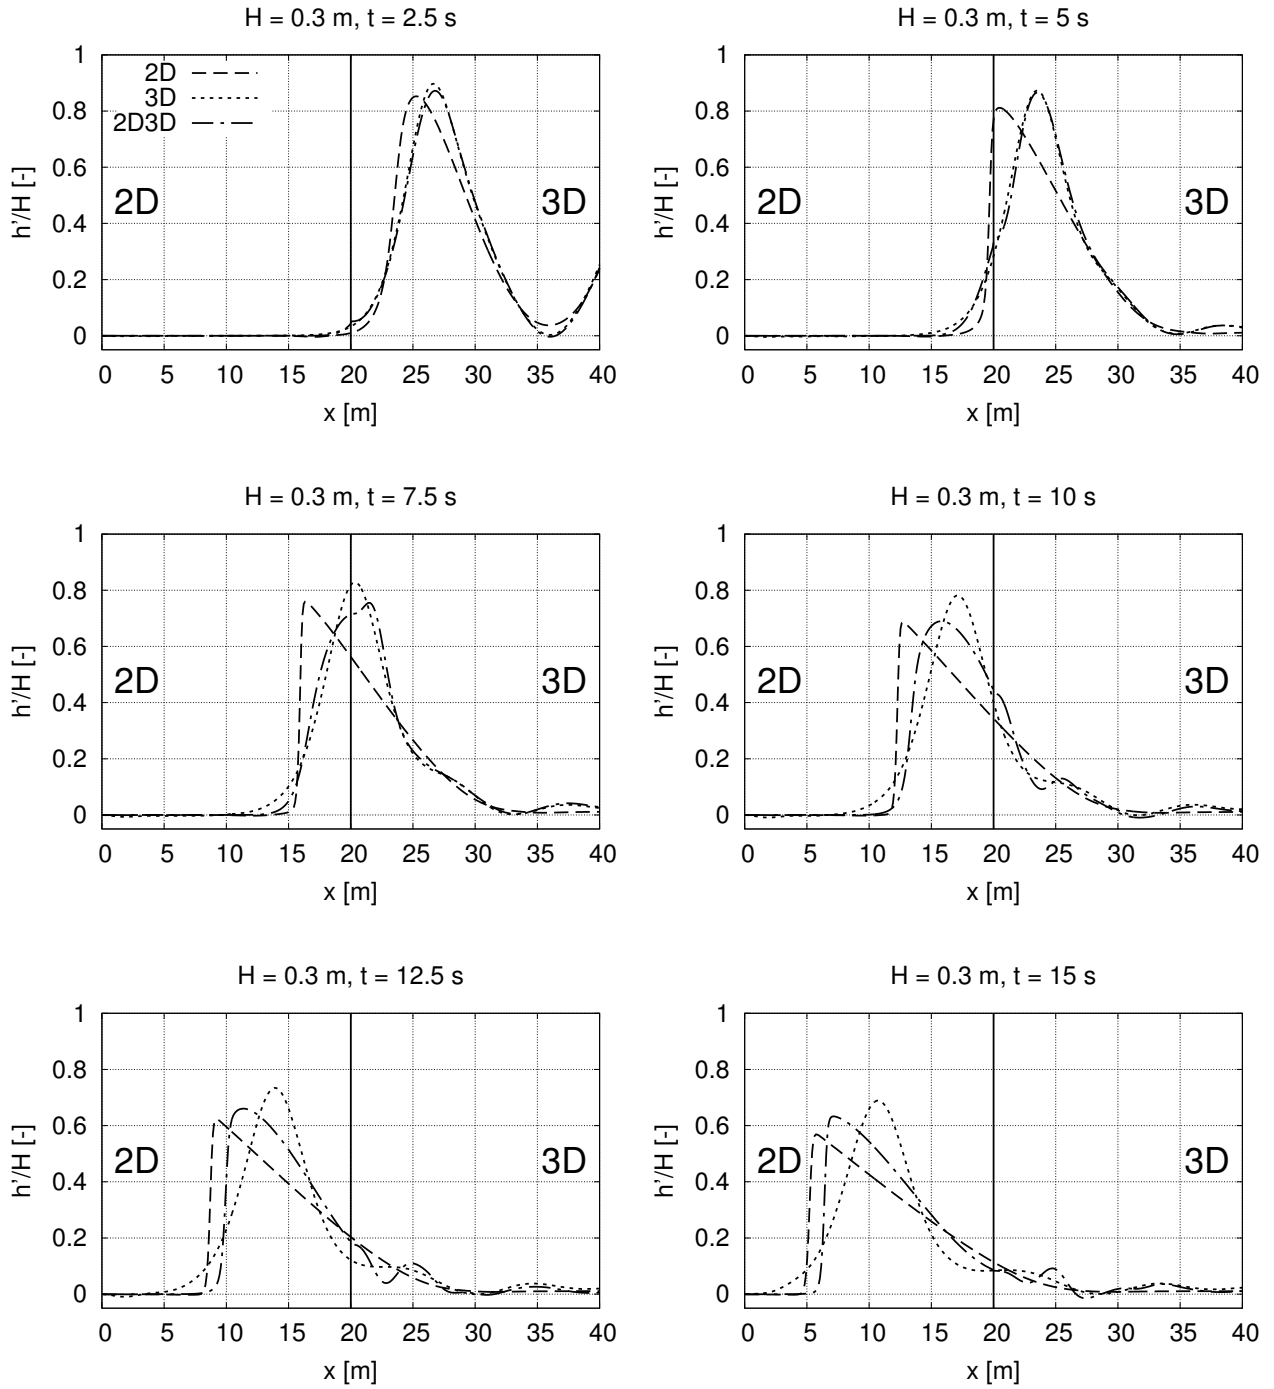 H = 0.3 m, t = 2.5 s
1
0.8
0.6
0.4
0.2
0
h'/H [-]
2D
3D
2D3D
2D
3D
0 5 10 15 20 25 30 35 40
x [m]
H = 0.3 m, t = 5 s
1
0.8
0.6
0.4
0.2
0
h'/H [-]
2D
3D
0 5 10 15 20 25 30 35 40
x [m]
H = 0.3 m, t = 7.5 s
1
0.8
0.6
0.4
0.2
0
h'/H [-]
2D
3D
0 5 10 15 20 25 30 35 40
x [m]
H = 0.3 m, t = 10 s
1
0.8
0.6
0.4
0.2
0
h'/H [-]
2D
3D
0 5 10 15 20 25 30 35 40
x [m]
H = 0.3 m, t = 12.5 s
1
0.8
0.6
0.4
0.2
0
h'/H [-]
2D
3D
0 5 10 15 20 25 30 35 40
x [m]
H = 0.3 m, t = 15 s
1
0.8
0.6
0.4
0.2
0
h'/H [-]
2D
3D
0 5 10 15 20 25 30 35 40
x [m]